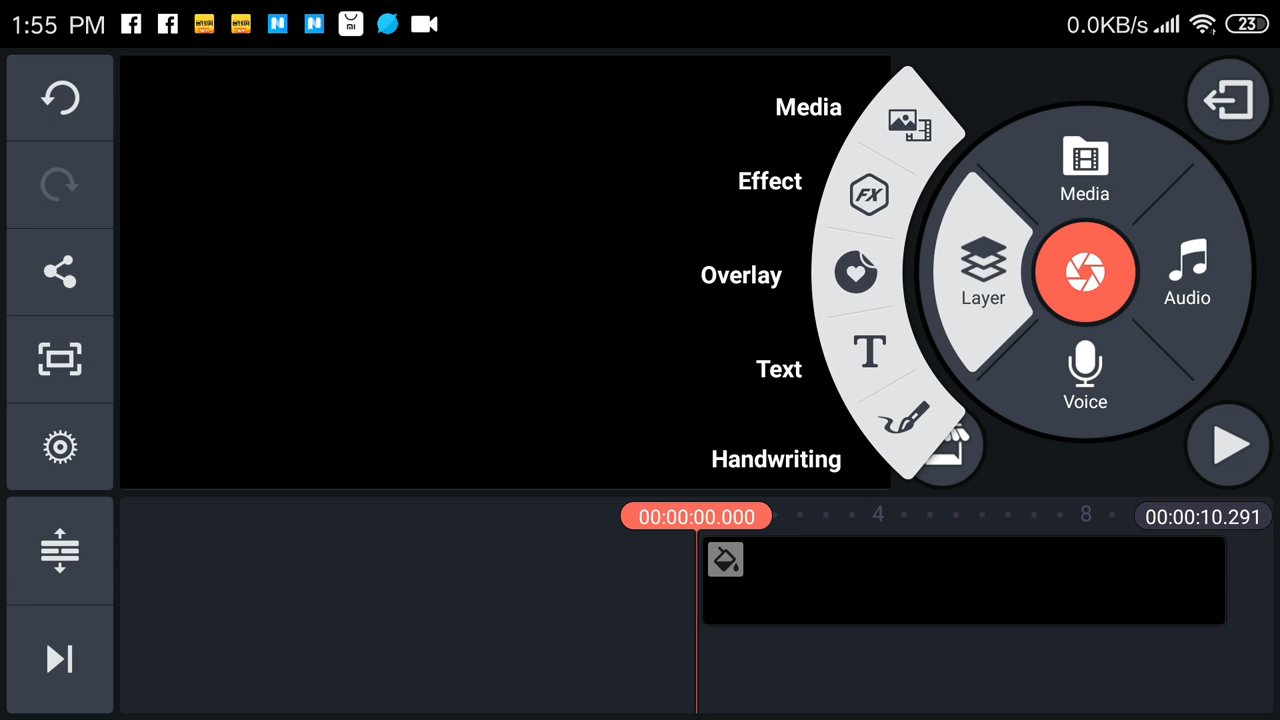 1:55 PM
0.0KB/s
23
Media
Effect
Overlay
Text
Handwriting
FX
T
Media
Layer
Audio
Voice
00:00:00.000
4
8
00:00:10.291